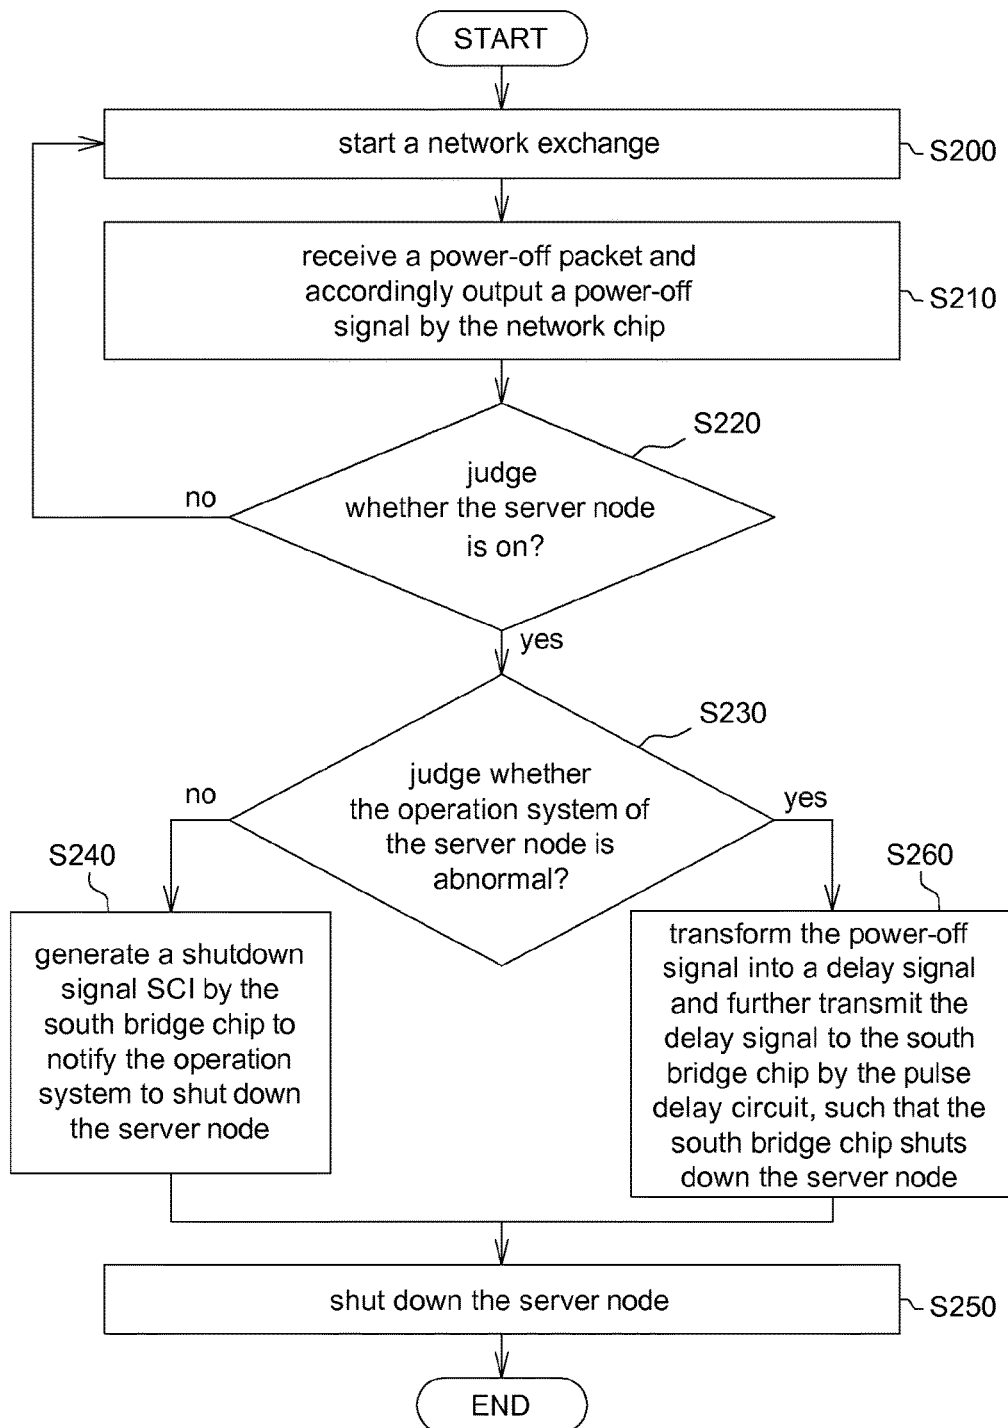 START
start a network exchange
S200
receive a power-off packet and
accordingly output a power-off
signal by the network chip
S210
S220
judge
whether the server node
is on?
no
yes
S230
judge whether
the operation system of
the server node is
abnormal?
no
yes
S240
generate a shutdown
signal SCI by the
south bridge chip to
notify the operation
system to shut down
the server node
S260
transform the power-off
signal into a delay signal
and further transmit the
delay signal to the south
bridge chip by the pulse
delay circuit, such that the
south bridge chip shuts
down the server node
shut down the server node
S250
END